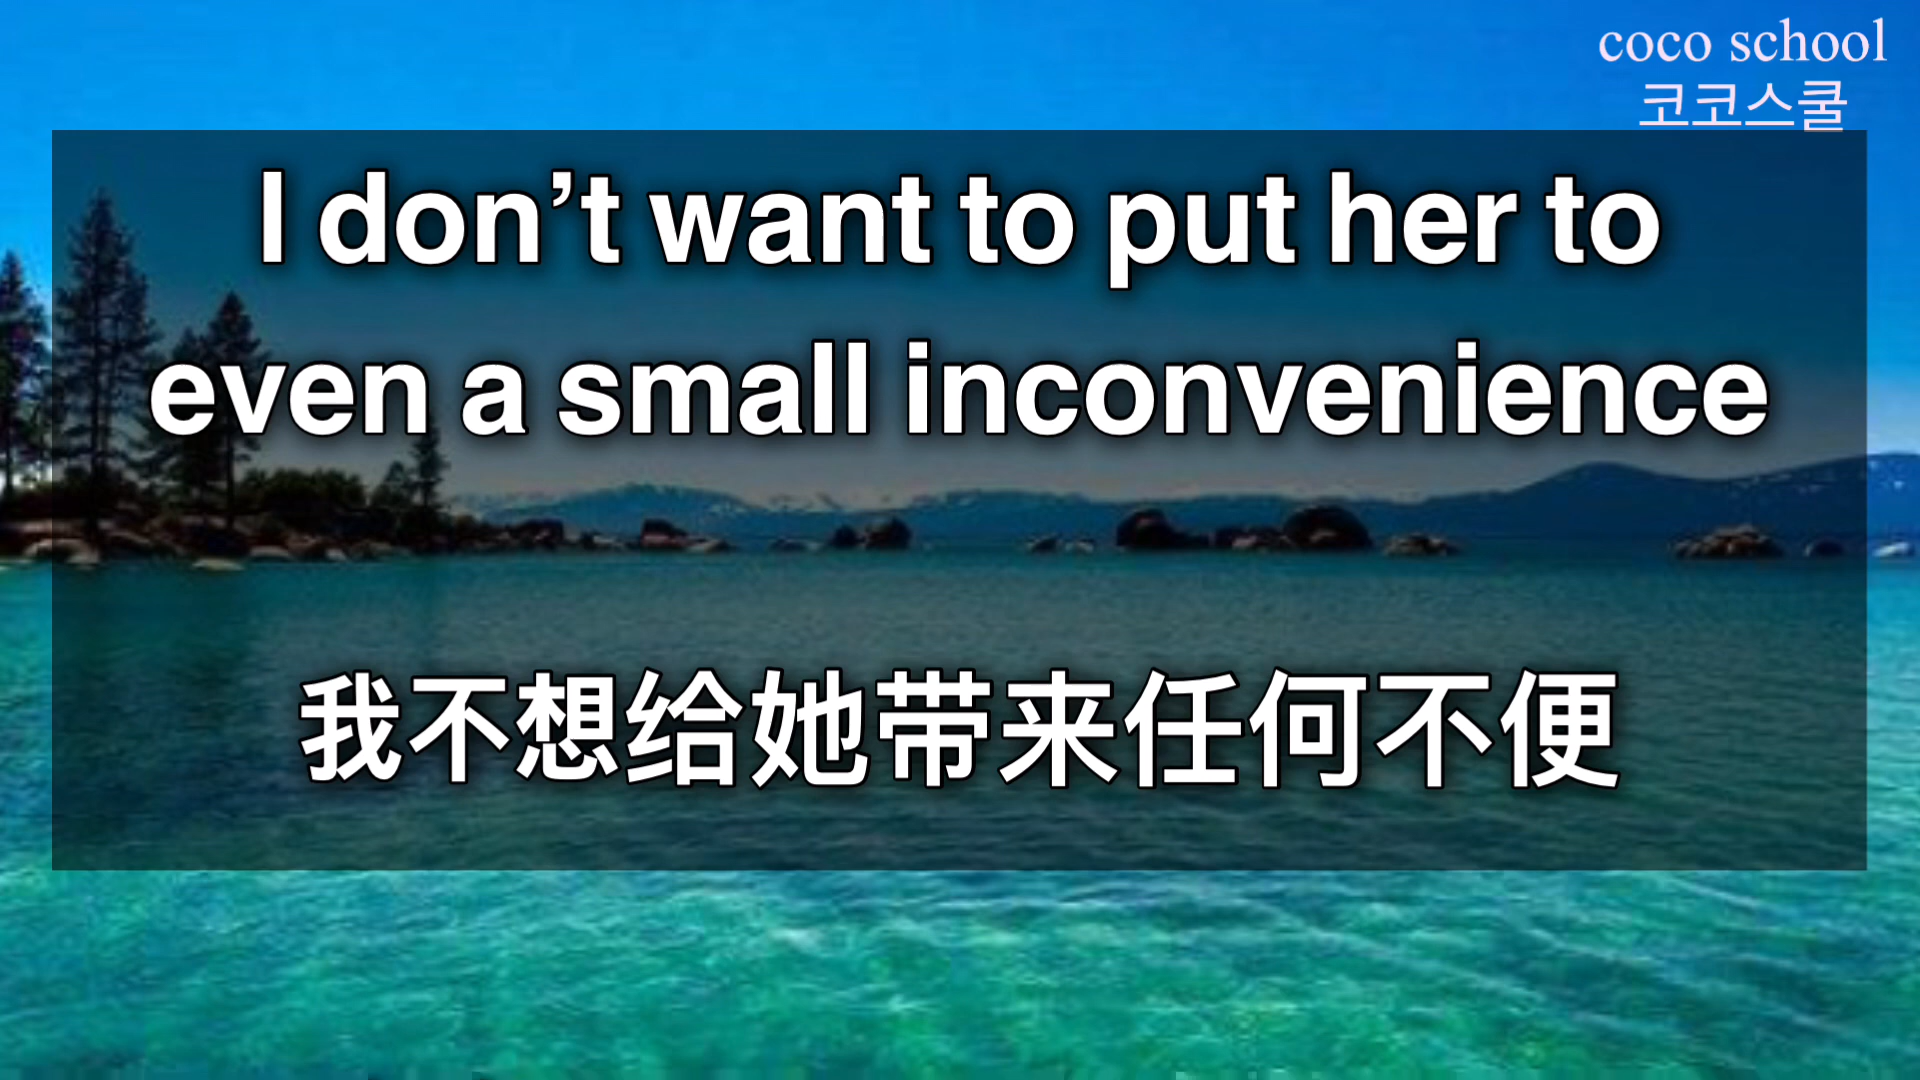 coco school
코코스쿨
I don’t want to put her to
even a small inconvenience
我不想给她带来任何不便